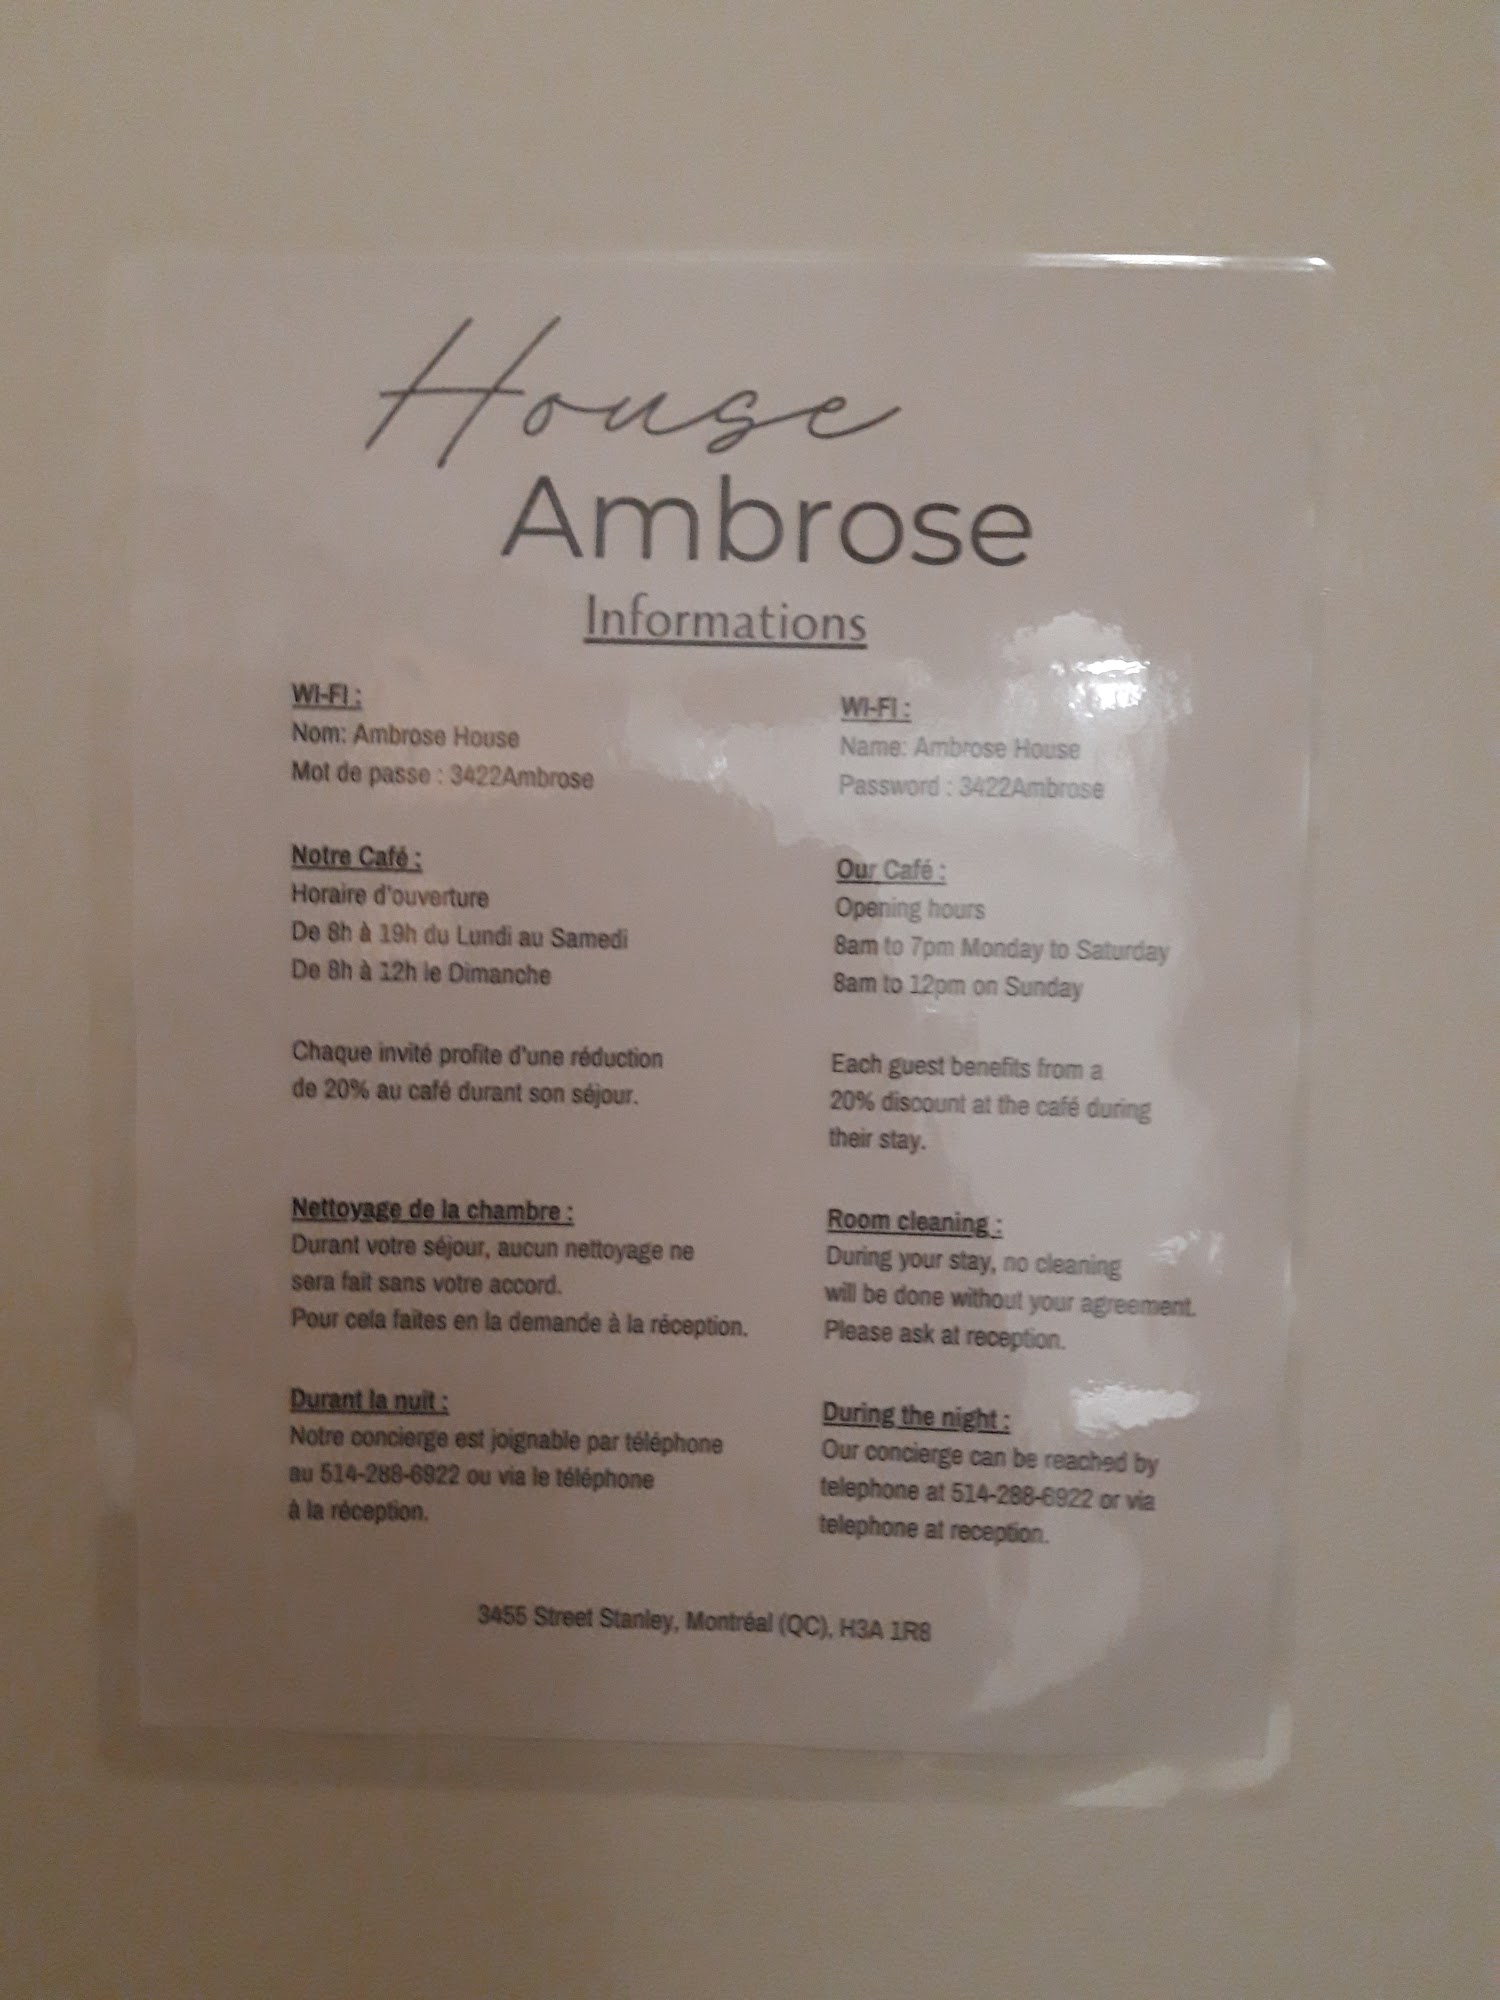 House
Ambrose
Informations
WI-FI :
Nom: Ambrose House
Mot de passe : 3422Ambrose
Notre Café :
Horaire d'ouverture
De 8h à 19h du Lundi au Samedi
De 8h à 12h le Dimanche
Chaque invité profite d'une réduction
de 20% au café durant son séjour.
Nettoyage de la chambre :
Durant votre séjour, aucun nettoyage ne
sera fait sans votre accord.
Pour cela faites en la demande à la réception.
Durant la nuit :
Notre concierge est joignable par téléphone
au 514-288-6922 ou via le téléphone
à la réception.
WI-FI :
Name: Ambrose House
Password : 3422Ambrose
Our Café :
Opening hours
8am to 7pm Monday to Saturday
8am to 12pm on Sunday
Each guest benefits from a
20% discount at the café during
their stay.
Room cleaning :
During your stay, no cleaning
will be done without your agreement.
Please ask at reception.
During the night :
Our concierge can be reached by
telephone at 514-288-6922 or via
telephone at reception.
3455 Street Stanley, Montréal (QC), H3A 1R8